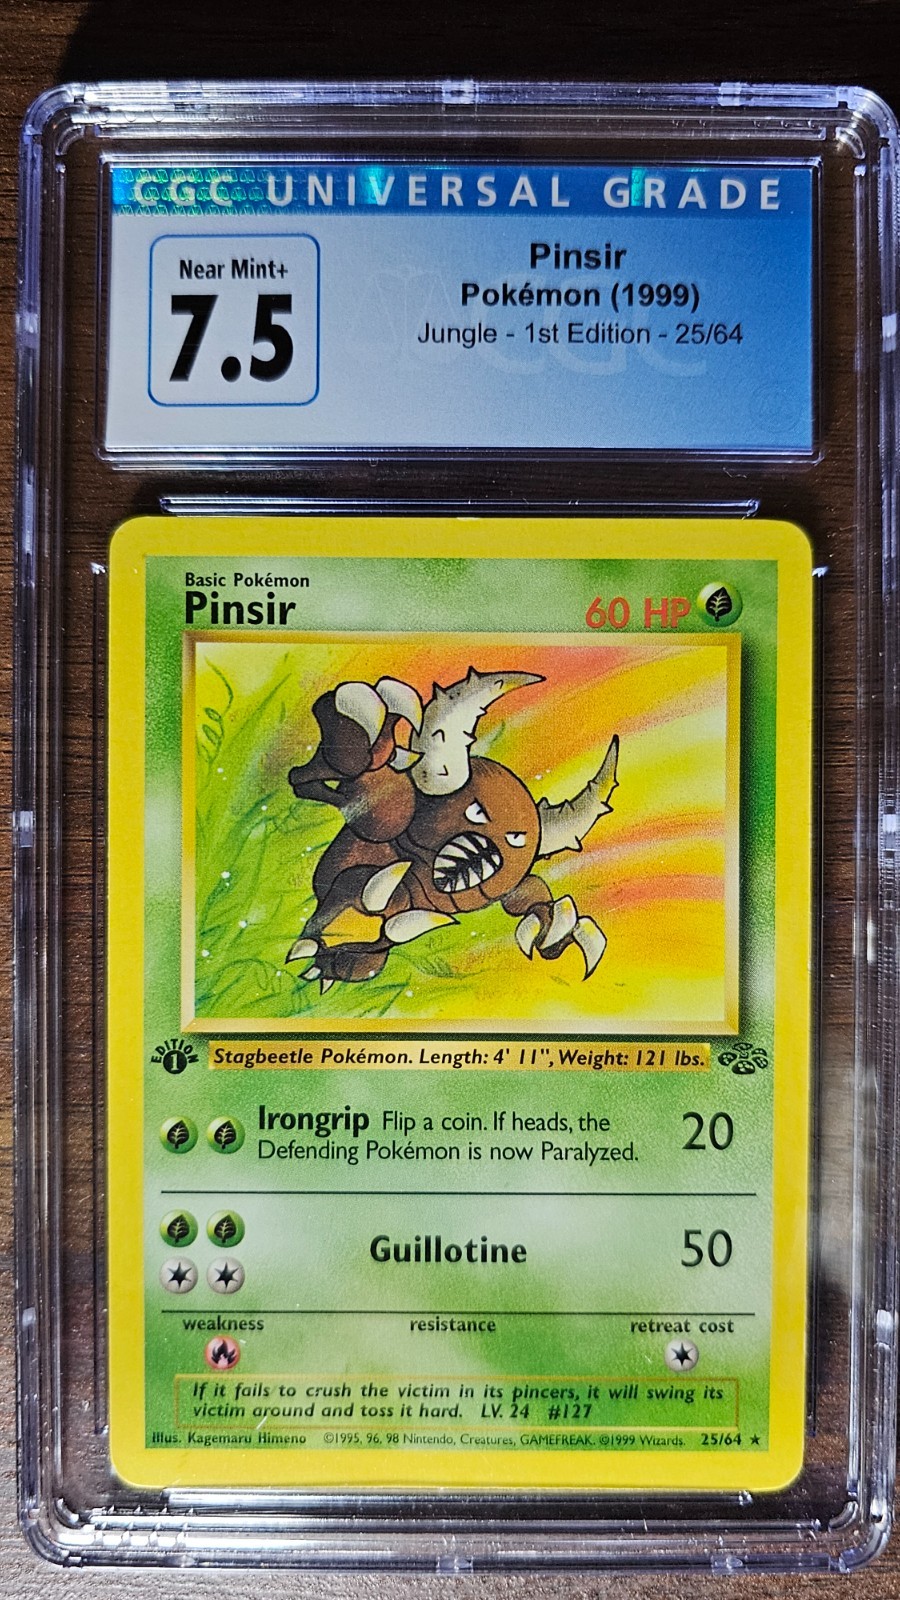 CGC UNIVERSAL GRADE
Near Mint+
7.5
Pinsir
Pokémon (1999)
Jungle - 1st Edition - 25/64
Basic Pokémon
Pinsir
60 HP
EDITION
1
Stagbeetle Pokémon. Length: 4' 11", Weight: 121 lbs.
Irongrip Flip a coin. If heads, the
Defending Pokémon is now Paralyzed.
20
Guillotine
50
weakness
resistance
retreat cost
If it fails to crush the victim in its pincers, it will swing its
victim around and toss it hard. LV. 24 #127
Illus. Kagemaru Himeno ©1995, 96, 98 Nintendo, Creatures, GAMEFREAK. ©1999 Wizards. 25/64 ★